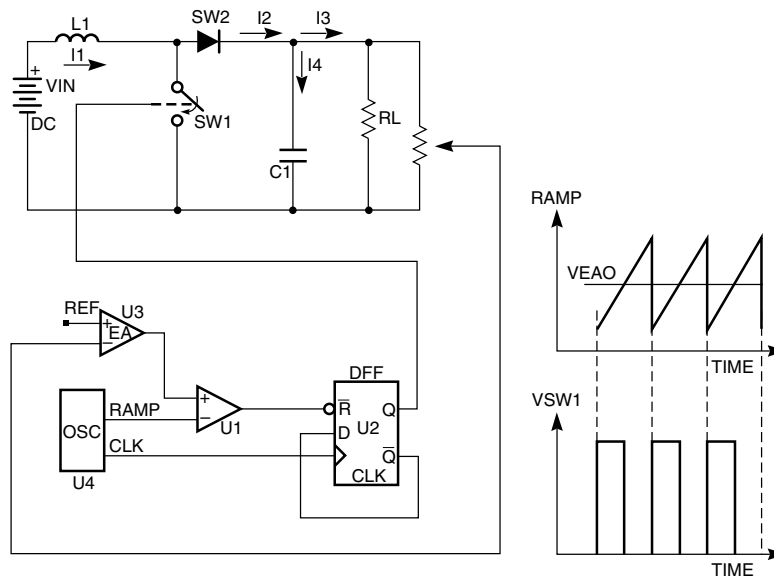 L1
SW2
I2
I3
I1
I4
+
VIN
DC
SW1
C1
RL
REF
U3
+
EA
−
OSC
RAMP
CLK
U4
+
−
U1
DFF
R
Q
D
U2
Q
CLK
RAMP
VEAO
TIME
VSW1
TIME